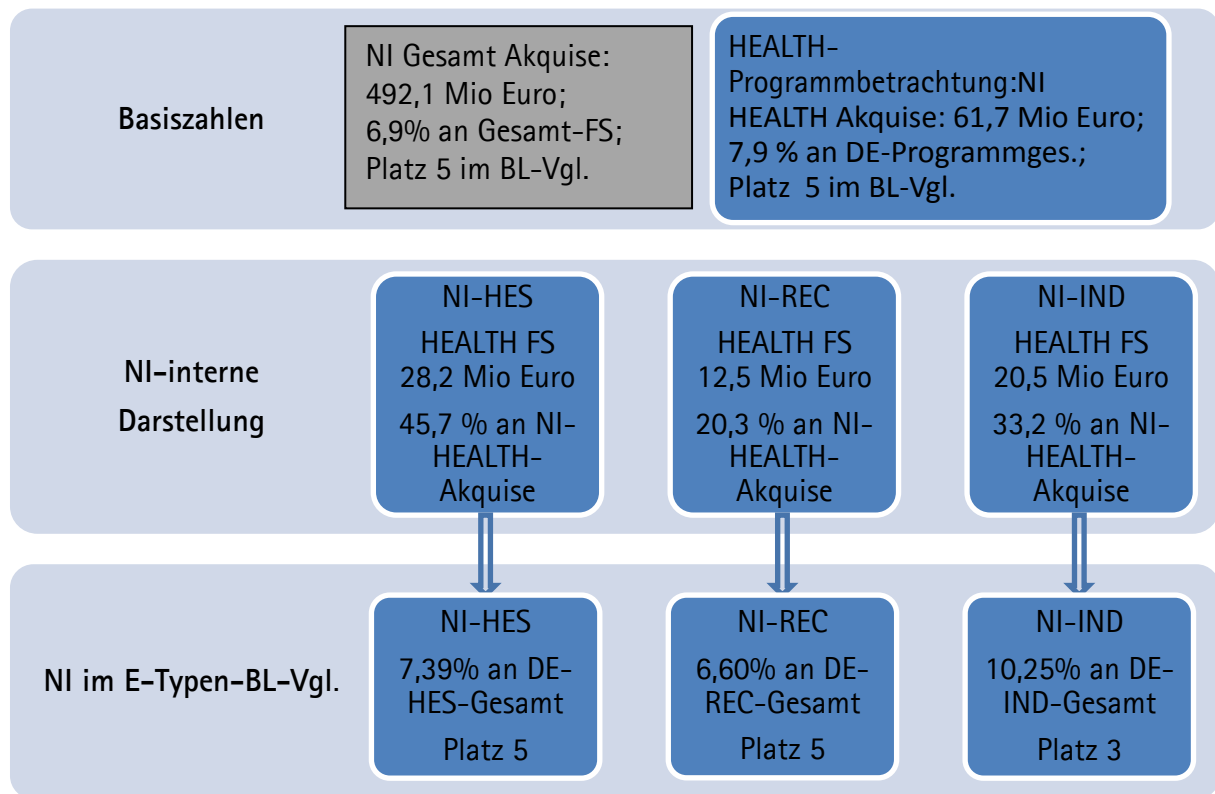 Basiszahlen
NI Gesamt Akquise:
492,1 Mio Euro;
6,9% an Gesamt-FS;
Platz 5 im BL-Vgl.
HEALTH-
Programmbetrachtung:NI
HEALTH Akquise: 61,7 Mio Euro;
7,9 % an DE-Programmges.;
Platz  5 im BL-Vgl.
NI-interne
Darstellung
NI-HES
HEALTH FS
28,2 Mio Euro
45,7 % an NI-
HEALTH-
Akquise
NI-REC
HEALTH FS
12,5 Mio Euro
20,3 % an NI-
HEALTH-
Akquise
NI-IND
HEALTH FS
20,5 Mio Euro
33,2 % an NI-
HEALTH-
Akquise
NI im E-Typen-BL-Vgl.
NI-HES
7,39% an DE-
HES-Gesamt
Platz 5
NI-REC
6,60% an DE-
REC-Gesamt
Platz 5
NI-IND
10,25% an DE-
IND-Gesamt
Platz 3